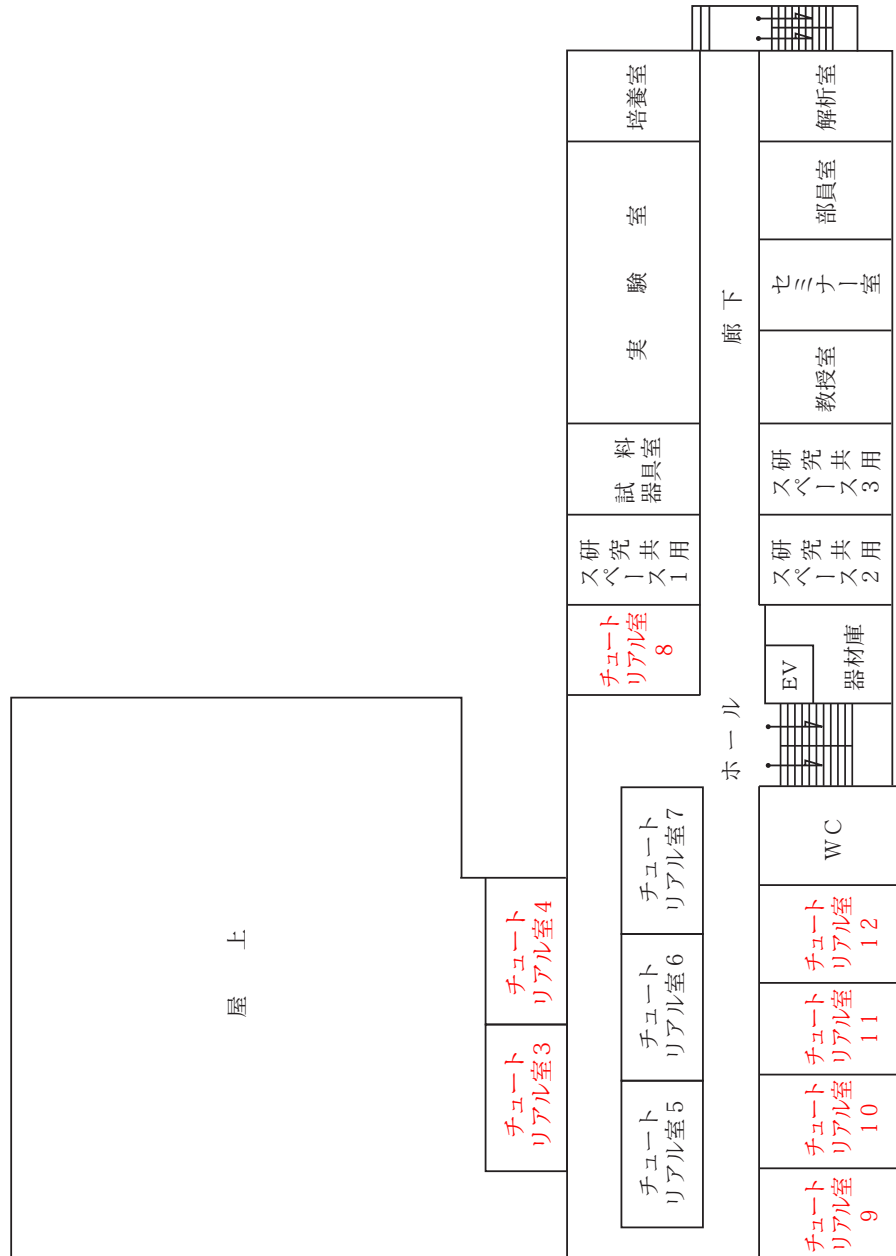 培養室
実験室
試料
器具室
研究共用
スペース1
チュート
リアル室
8
廊下
ホール
解析室
部員室
セミナー
室
教授室
研究共用
スペース3
研究共用
スペース2
EV
器材庫
屋上
チュート
リアル室4
チュート
リアル室3
チュート
リアル室7
チュート
リアル室6
チュート
リアル室5
WC
チュート
リアル室
12
チュート
リアル室
11
チュート
リアル室
10
チュート
リアル室
9